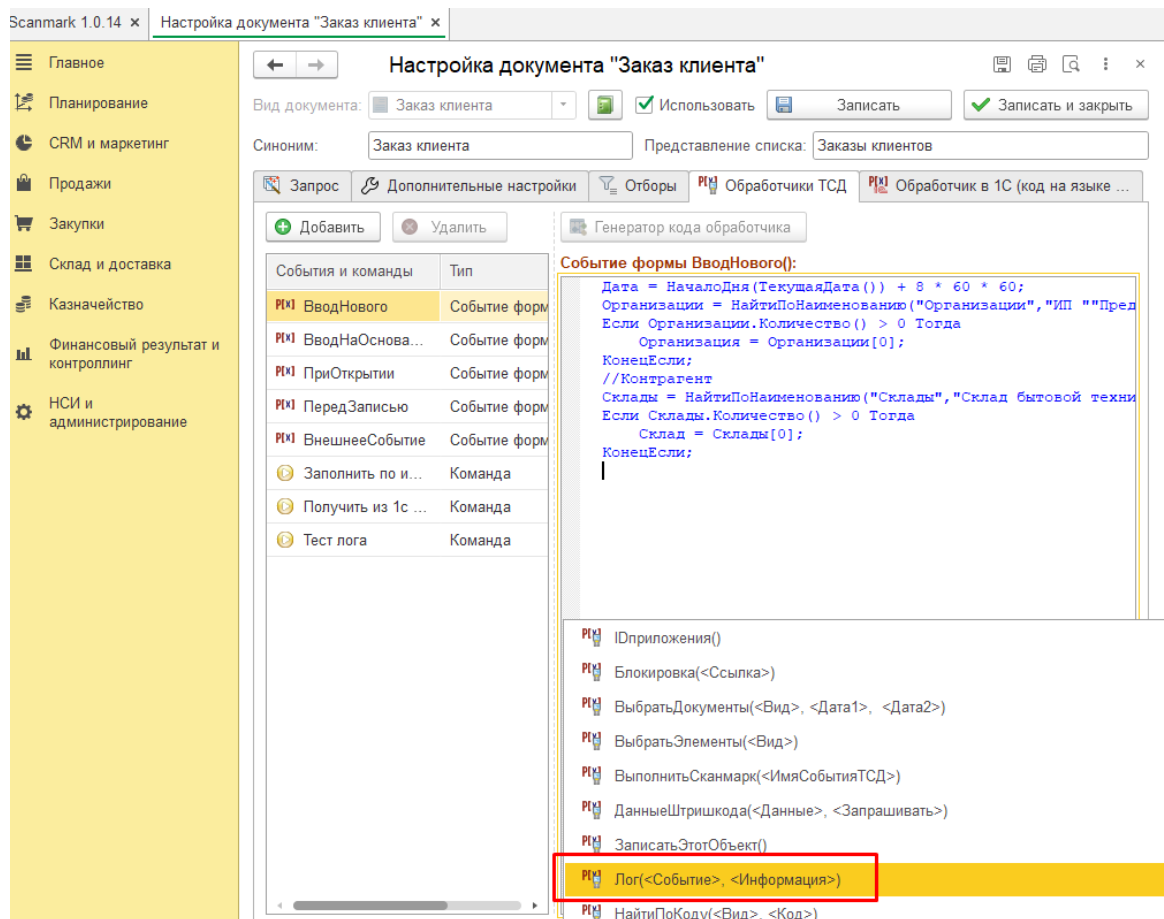 Scanmark 1.0.14 × Настройка документа "Заказ клиента" ×
Главное
Планирование
CRM и маркетинг
Продажи
Закупки
Склад и доставка
Казначейство
Финансовый результат и
контроллинг
НСИ и
администрирование
Настройка документа "Заказ клиента"
Вид документа: Заказ клиента Использовать Записать Записать и закрыть
Синоним: Заказ клиента Представление списка: Заказы клиентов
Запрос Дополнительные настройки Отборы P[x] Обработчики ТСД P[x] Обработчик в 1С (код на языке ...
Добавить Удалить Генератор кода обработчика
События и команды Тип
P[x] ВводНового Событие форм
P[x] ВводНаОснова... Событие форм
P[x] ПриОткрытии Событие форм
P[x] ПередЗаписью Событие форм
P[x] ВнешнееСобытие Событие форм
Заполнить по и... Команда
Получить из 1с ... Команда
Тест лога Команда
Событие формы ВводНового():
Дата = НачалоДня(ТекущаяДата()) + 8 * 60 * 60;
Организации = НайтиПоНаименованию("Организации","ИП ""Пред
Если Организации.Количество() > 0 Тогда
Организация = Организации[0];
КонецЕсли;
//Контрагент
Склады = НайтиПоНаименованию("Склады","Склад бытовой техни
Если Склады.Количество() > 0 Тогда
Склад = Склады[0];
КонецЕсли;
P[x] IDприложения()
P[x] Блокировка(<Ссылка>)
P[x] ВыбратьДокументы(<Вид>, <Дата1>, <Дата2>)
P[x] ВыбратьЭлементы(<Вид>)
P[x] ВыполнитьСканмарк(<ИмяСобытияТСД>)
P[x] ДанныеШтрихкода(<Данные>, <Запрашивать>)
P[x] ЗаписатьЭтотОбъект()
P[x] Лог(<Событие>, <Информация>)
P[x] НайтиПоКоду(<Вид>, <Код>)